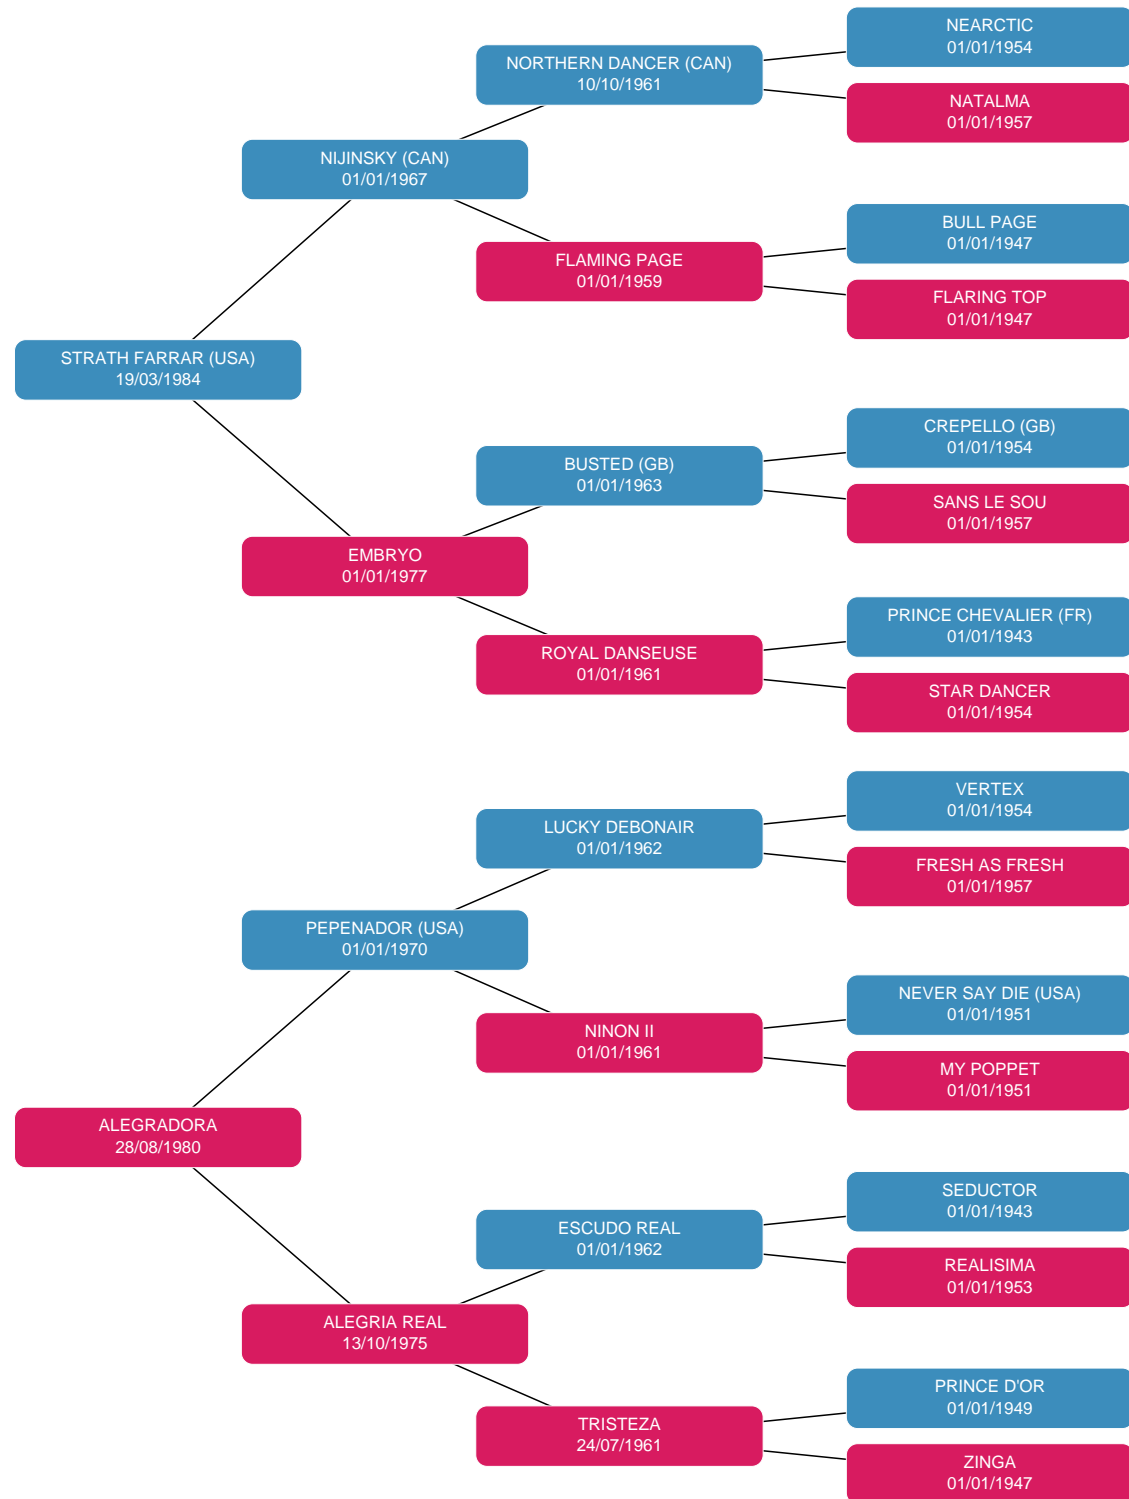 NEARCTIC
01/01/1954
NORTHERN DANCER (CAN)
10/10/1961
NATALMA
01/01/1957
NIJINSKY (CAN)
01/01/1967
BULL PAGE
01/01/1947
FLAMING PAGE
01/01/1959
FLARING TOP
01/01/1947
STRATH FARRAR (USA)
19/03/1984
CREPELLO (GB)
01/01/1954
BUSTED (GB)
01/01/1963
SANS LE SOU
01/01/1957
EMBRYO
01/01/1977
PRINCE CHEVALIER (FR)
01/01/1943
ROYAL DANSEUSE
01/01/1961
STAR DANCER
01/01/1954
VERTEX
01/01/1954
LUCKY DEBONAIR
01/01/1962
FRESH AS FRESH
01/01/1957
PEPENADOR (USA)
01/01/1970
NEVER SAY DIE (USA)
01/01/1951
NINON II
01/01/1961
MY POPPET
01/01/1951
ALEGRADORA
28/08/1980
SEDUCTOR
01/01/1943
ESCUDO REAL
01/01/1962
REALISIMA
01/01/1953
ALEGRIA REAL
13/10/1975
PRINCE D'OR
01/01/1949
TRISTEZA
24/07/1961
ZINGA
01/01/1947